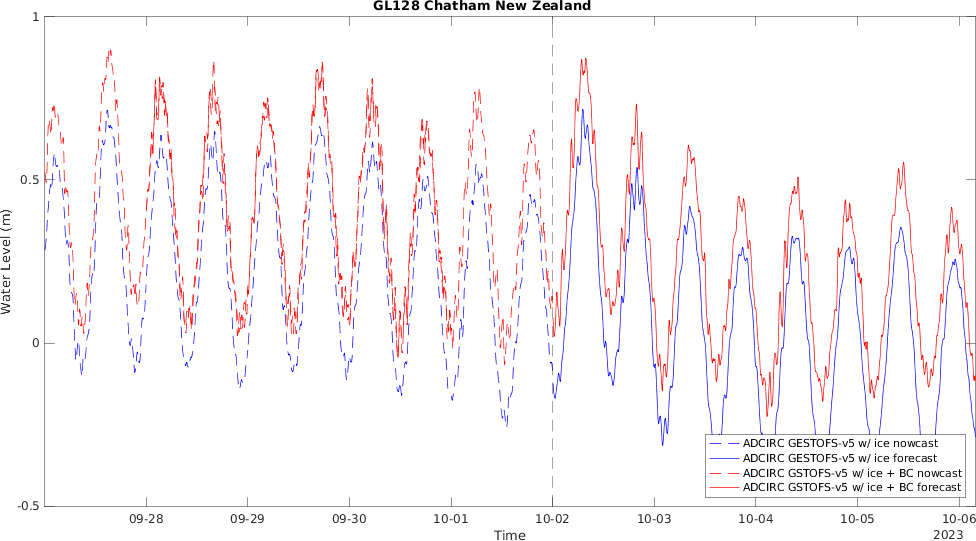 GL128 Chatham New Zealand
1
0.5
0
-0.5
Water Level (m)
ADCIRC GESTOFS-v5 w/ ice nowcast
ADCIRC GESTOFS-v5 w/ ice forecast
ADCIRC GSTOFS-v5 w/ ice + BC nowcast
ADCIRC GSTOFS-v5 w/ ice + BC forecast
09-28 09-29 09-30 10-01 10-02 10-03 10-04 10-05 10-06
Time
2023